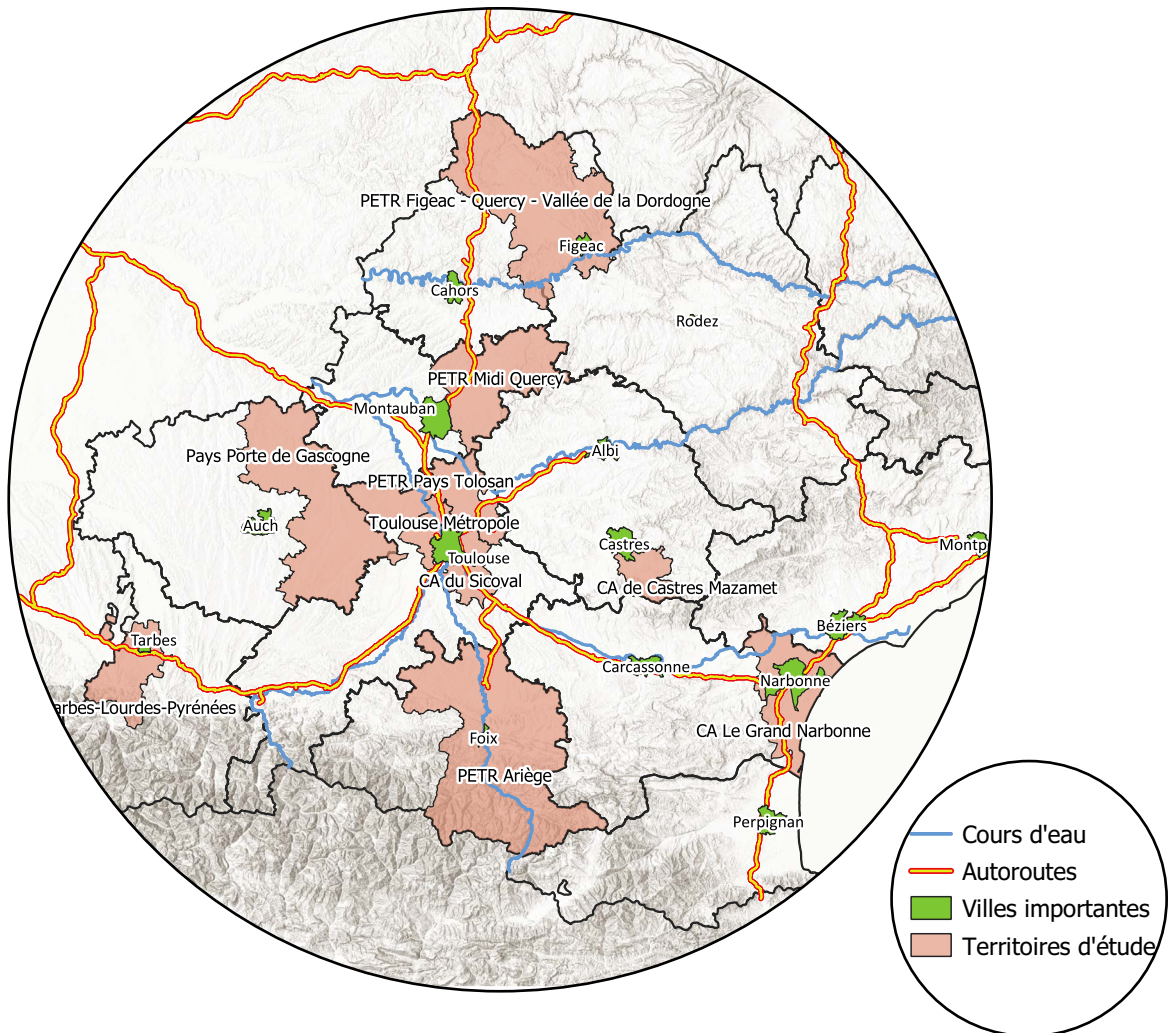 PETR Figeac - Quercy - Vallée de la Dordogne
Figeac
Cahors
Rodez
PETR Midi Quercy
Montauban
Albi
Pays Porte de Gascogne
PETR Pays Tolosan
Auch
Toulouse Métropole
Castres
Montp
Toulouse
CA du Sicoval
CA de Castres Mazamet
Béziers
Tarbes
Carcassonne
Narbonne
arbes-Lourdes-Pyrénées
CA Le Grand Narbonne
Foix
PETR Ariège
Perpignan
Cours d'eau
Autoroutes
Villes importantes
Territoires d'étude